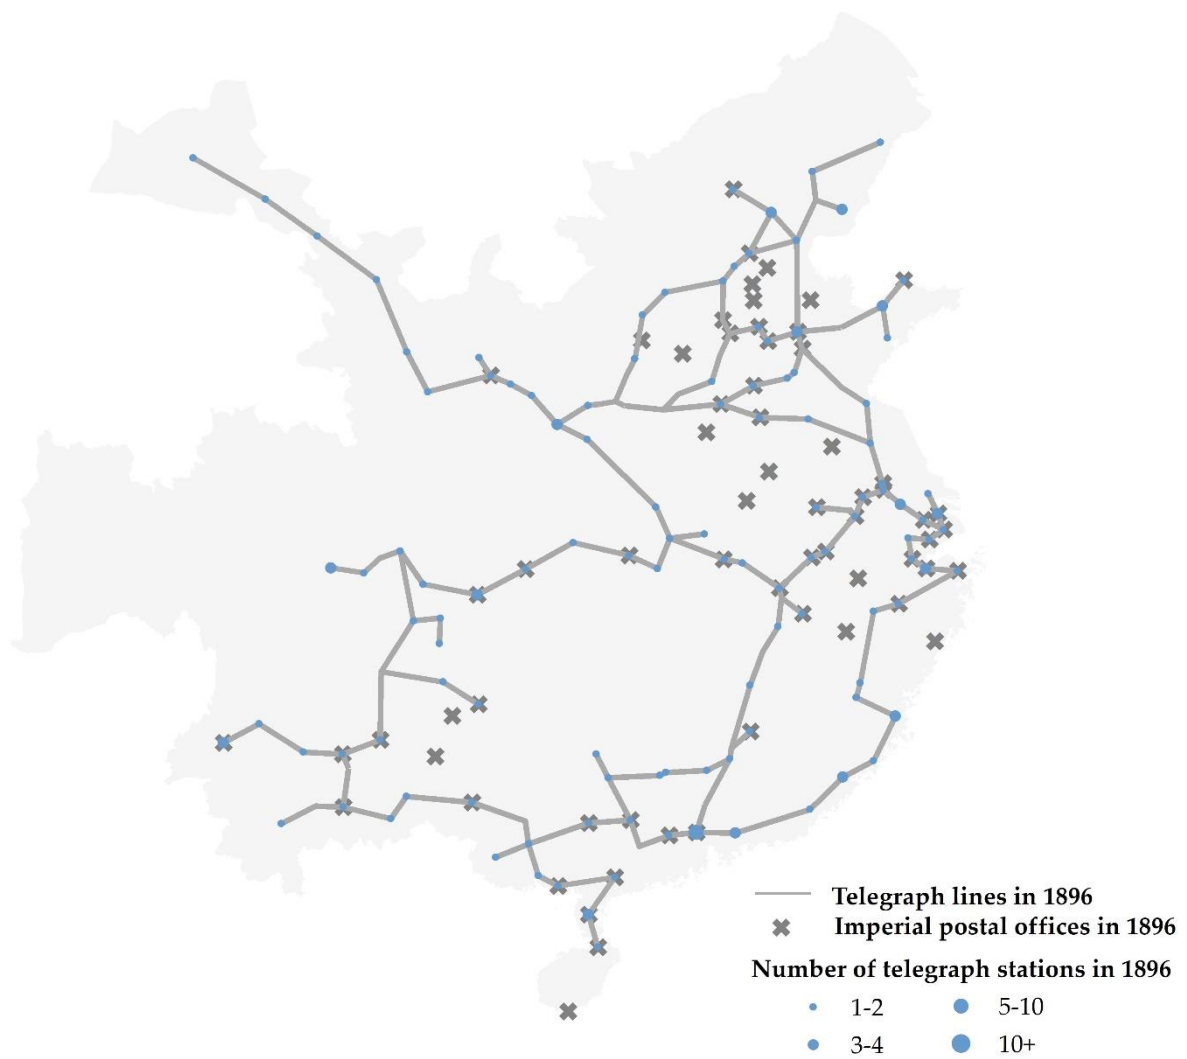 Telegraph lines in 1896
Imperial postal offices in 1896
Number of telegraph stations in 1896
1-2 5-10
3-4 10+